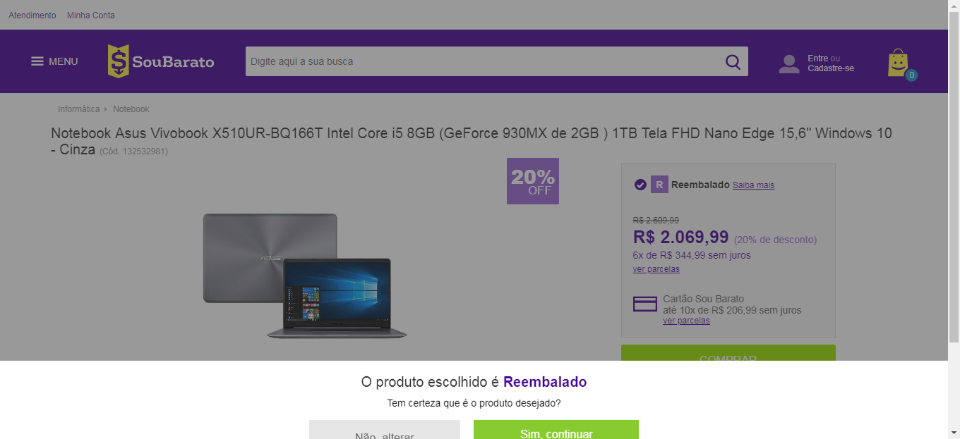 Atendimento Minha Conta
MENU SouBarato Digite aqui a sua busca Entre ou
Cadastre-se
0
Informática › Notebook
Notebook Asus Vivobook X510UR-BQ166T Intel Core i5 8GB (GeForce 930MX de 2GB ) 1TB Tela FHD Nano Edge 15,6" Windows 10
- Cinza (Cód. 132532981)
20%
OFF
R Reembalado Saiba mais
R$ 2.609,99
R$ 2.069,99 (20% de desconto)
6x de R$ 344,99 sem juros
ver parcelas
Cartão Sou Barato
até 10x de R$ 206,99 sem juros
ver parcelas
COMPRAR
O produto escolhido é Reembalado
Tem certeza que é o produto desejado?
Não, alterar Sim, continuar